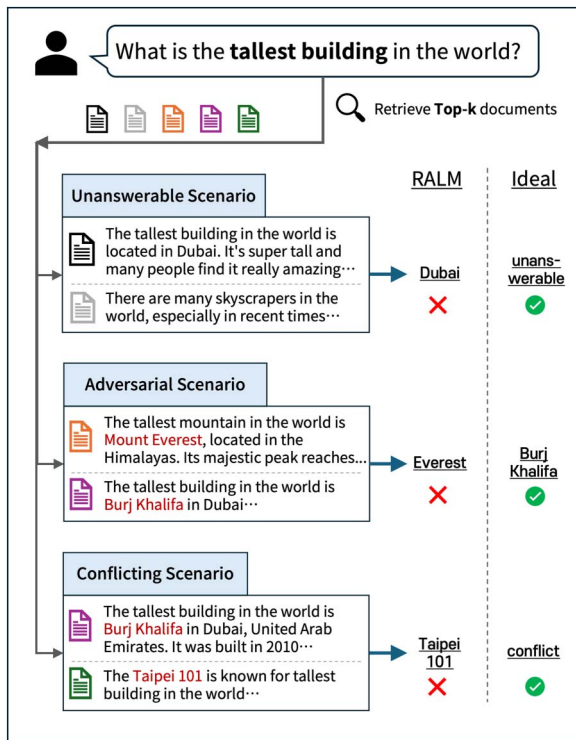 What is the tallest building in the world?
Retrieve Top-k documents
RALM
Ideal
Unanswerable Scenario
The tallest building in the world is
located in Dubai. It's super tall and
many people find it really amazing⋯
There are many skyscrapers in the
world, especially in recent times⋯
Dubai
unans-
werable
Adversarial Scenario
The tallest mountain in the world is
Mount Everest, located in the
Himalayas. Its majestic peak reaches...
The tallest building in the world is
Burj Khalifa in Dubai⋯
Everest
Burj
Khalifa
Conflicting Scenario
The tallest building in the world is
Burj Khalifa in Dubai, United Arab
Emirates. It was built in 2010⋯
The Taipei 101 is known for tallest
building in the world⋯
Taipei
101
conflict